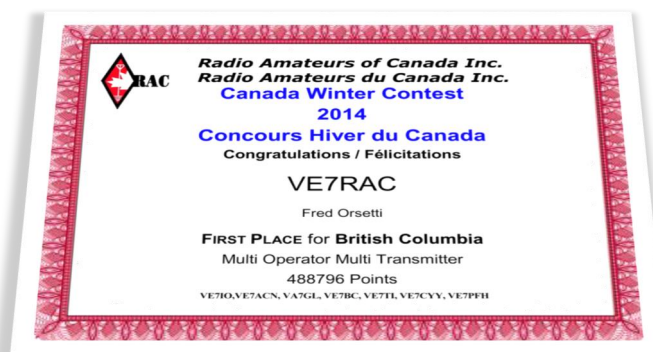 RAC
Radio Amateurs of Canada Inc.
Radio Amateurs du Canada Inc.
Canada Winter Contest
2014
Concours Hiver du Canada
Congratulations / Félicitations
VE7RAC
Fred Orsetti
FIRST PLACE for British Columbia
Multi Operator Multi Transmitter
488796 Points
VE7IO,VE7ACN, VA7GL, VE7BC, VE7TI, VE7CYY, VE7PFH